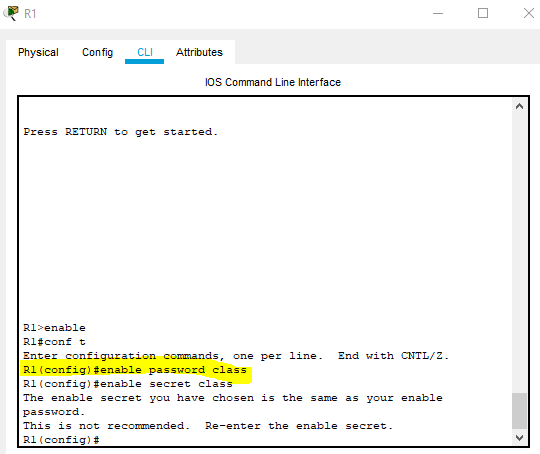 R1
Physical Config CLI Attributes
IOS Command Line Interface
Press RETURN to get started.
R1>enable
R1#conf t
Enter configuration commands, one per line.  End with CNTL/Z.
R1(config)#enable password class
R1(config)#enable secret class
The enable secret you have chosen is the same as your enable
password.
This is not recommended.  Re-enter the enable secret.
R1(config)#